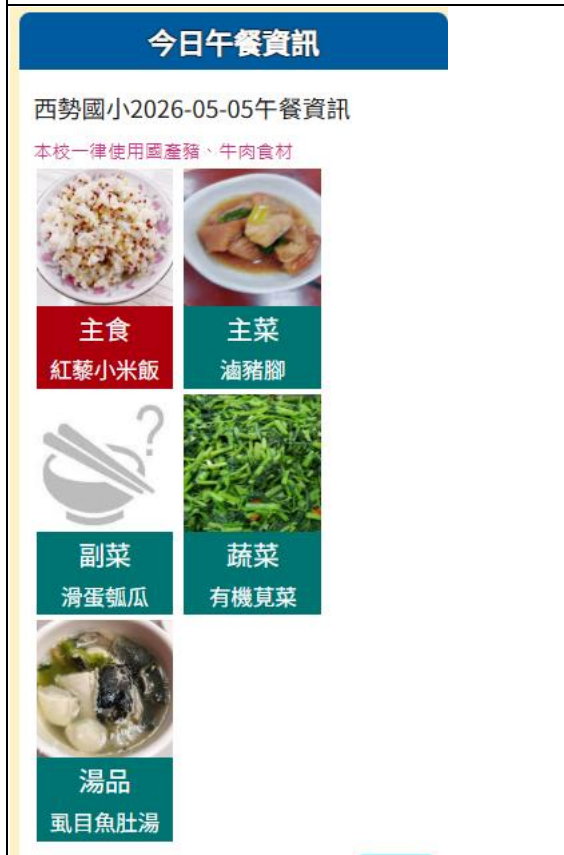 今日午餐資訊
西勢國小2026-05-05午餐資訊
本校一律使用國產豬、牛肉食材
主食
紅藜小米飯
主菜
滷豬腳
副菜
滑蛋瓠瓜
蔬菜
有機莧菜
湯品
虱目魚肚湯